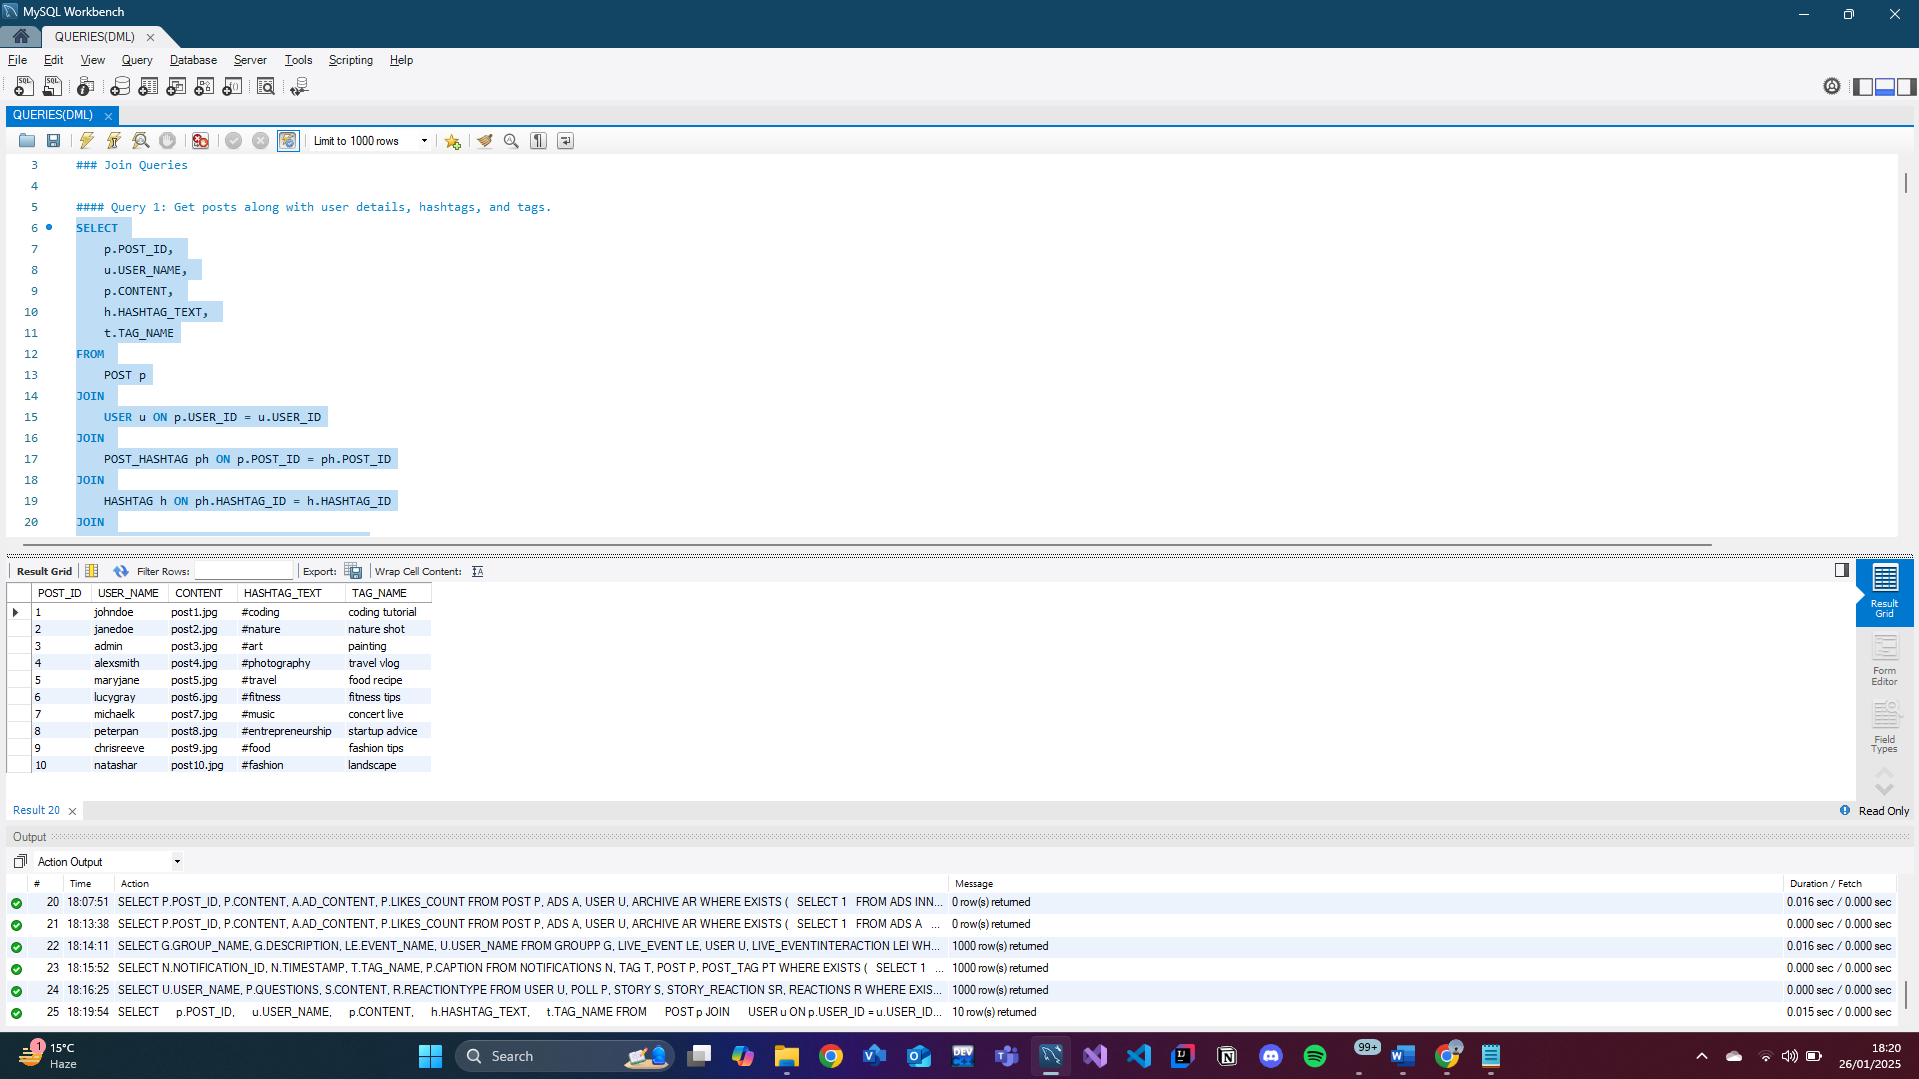 MySQL Workbench
QUERIES(DML)
File Edit View Query Database Server Tools Scripting Help
QUERIES(DML)
Limit to 1000 rows
3 ### Join Queries
4
5 #### Query 1: Get posts along with user details, hashtags, and tags.
6 SELECT
7 p.POST_ID,
8 u.USER_NAME,
9 p.CONTENT,
10 h.HASHTAG_TEXT,
11 t.TAG_NAME
12 FROM
13 POST p
14 JOIN
15 USER u ON p.USER_ID = u.USER_ID
16 JOIN
17 POST_HASHTAG ph ON p.POST_ID = ph.POST_ID
18 JOIN
19 HASHTAG h ON ph.HASHTAG_ID = h.HASHTAG_ID
20 JOIN
Result Grid Filter Rows: Export: Wrap Cell Content:
POST_ID USER_NAME CONTENT HASHTAG_TEXT TAG_NAME
1 johndoe post1.jpg #coding coding tutorial
2 janedoe post2.jpg #nature nature shot
3 admin post3.jpg #art painting
4 alexsmith post4.jpg #photography travel vlog
5 maryjane post5.jpg #travel food recipe
6 lucygray post6.jpg #fitness fitness tips
7 michaelk post7.jpg #music concert live
8 peterpan post8.jpg #entrepreneurship startup advice
9 chrisreeve post9.jpg #food fashion tips
10 natashar post10.jpg #fashion landscape
Result
Grid
Form
Editor
Field
Types
Result 20
Read Only
Output
Action Output
# Time Action Message Duration / Fetch
20 18:07:51 SELECT P.POST_ID, P.CONTENT, A.AD_CONTENT, P.LIKES_COUNT FROM POST P, ADS A, USER U, ARCHIVE AR WHERE EXISTS ( SELECT 1 FROM ADS INN... 0 row(s) returned 0.016 sec / 0.000 sec
21 18:13:38 SELECT P.POST_ID, P.CONTENT, A.AD_CONTENT, P.LIKES_COUNT FROM POST P, ADS A, USER U, ARCHIVE AR WHERE EXISTS ( SELECT 1 FROM ADS A ... 0 row(s) returned 0.000 sec / 0.000 sec
22 18:14:11 SELECT G.GROUP_NAME, G.DESCRIPTION, LE.EVENT_NAME, U.USER_NAME FROM GROUPP G, LIVE_EVENT LE, USER U, LIVE_EVENTINTERACTION LEI WH... 1000 row(s) returned 0.016 sec / 0.000 sec
23 18:15:52 SELECT N.NOTIFICATION_ID, N.TIMESTAMP, T.TAG_NAME, P.CAPTION FROM NOTIFICATIONS N, TAG T, POST P, POST_TAG PT WHERE EXISTS ( SELECT 1 ... 1000 row(s) returned 0.000 sec / 0.000 sec
24 18:16:25 SELECT U.USER_NAME, P.QUESTIONS, S.CONTENT, R.REACTIONTYPE FROM USER U, POLL P, STORY S, STORY_REACTION SR, REACTIONS R WHERE EXIS... 1000 row(s) returned 0.000 sec / 0.000 sec
25 18:19:54 SELECT p.POST_ID, u.USER_NAME, p.CONTENT, h.HASHTAG_TEXT, t.TAG_NAME FROM POST p JOIN USER u ON p.USER_ID = u.USER_ID... 10 row(s) returned 0.015 sec / 0.000 sec
1 15°C
Haze
Search
DEV
99+
18:20
26/01/2025